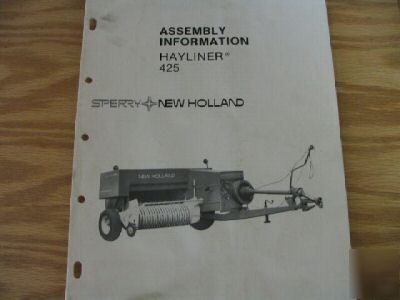 ASSEMBLY
INFORMATION
HAYLINER®
425
SPERRY NEW HOLLAND
NEW HOLLAND